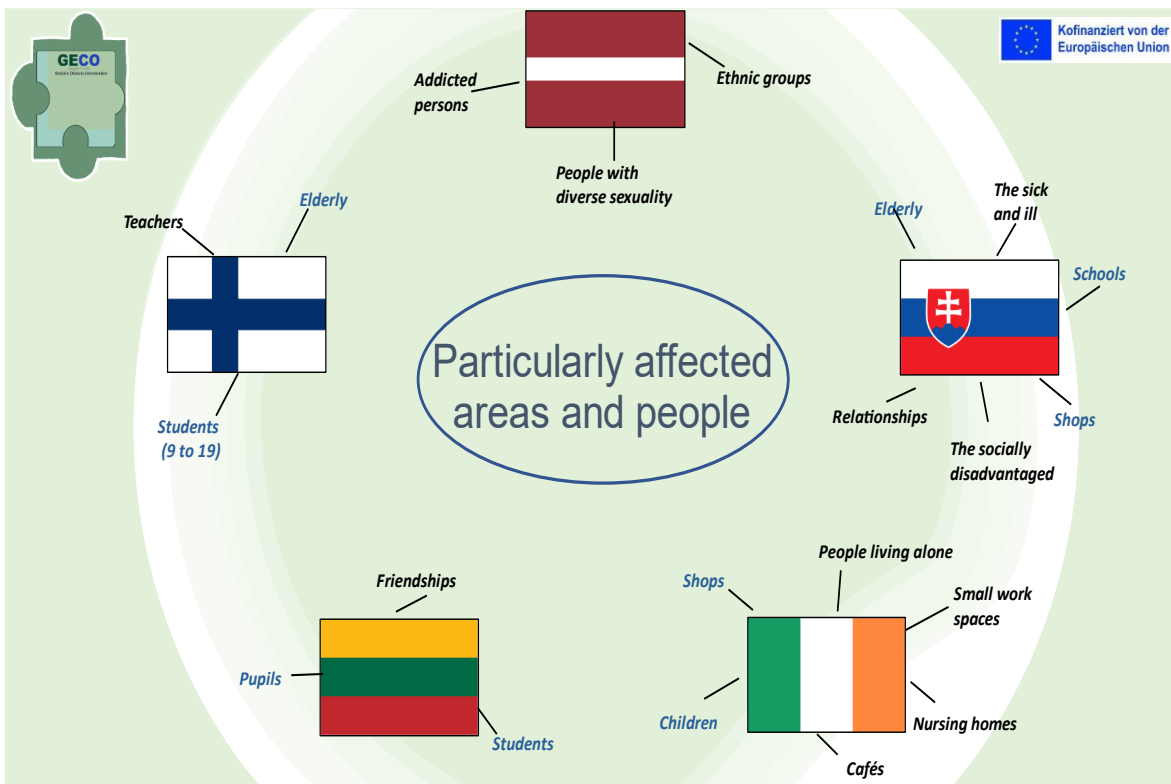 GECO
Kofinanziert von der
Europäischen Union
Addicted
persons
Ethnic groups
People with
diverse sexuality
Teachers
Elderly
Students
(9 to 19)
Elderly
The sick
and ill
Schools
Relationships
The socially
disadvantaged
Shops
Particularly affected
areas and people
Friendships
Pupils
Students
Shops
People living alone
Small work
spaces
Children
Nursing homes
Cafés